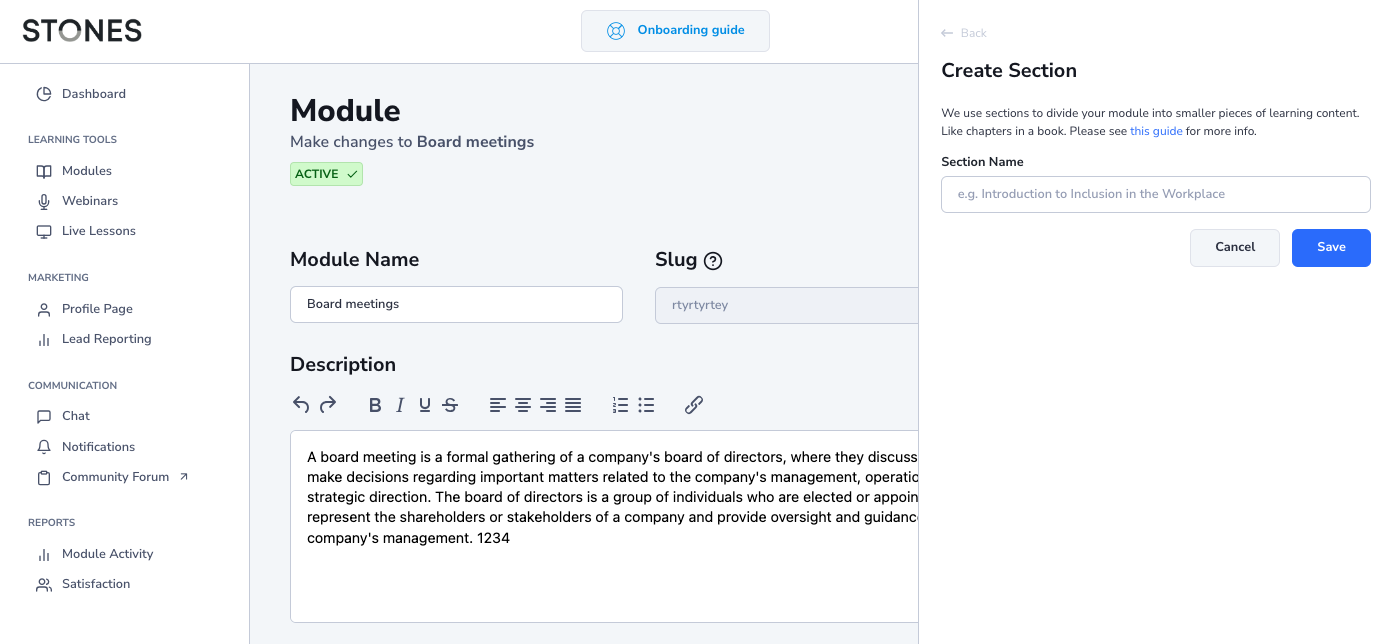 STONES
Onboarding guide
Dashboard
LEARNING TOOLS
Modules
Webinars
Live Lessons
MARKETING
Profile Page
Lead Reporting
COMMUNICATION
Chat
Notifications
Community Forum
REPORTS
Module Activity
Satisfaction
Module
Make changes to Board meetings
ACTIVE
Module Name
Board meetings
Slug
rtyrtyrtey
Description
A board meeting is a formal gathering of a company's board of directors, where they discuss
make decisions regarding important matters related to the company's management, operatio
strategic direction. The board of directors is a group of individuals who are elected or appoin
represent the shareholders or stakeholders of a company and provide oversight and guidance
company's management. 1234
Back
Create Section
We use sections to divide your module into smaller pieces of learning content.
Like chapters in a book. Please see this guide for more info.
Section Name
e.g. Introduction to Inclusion in the Workplace
Cancel
Save